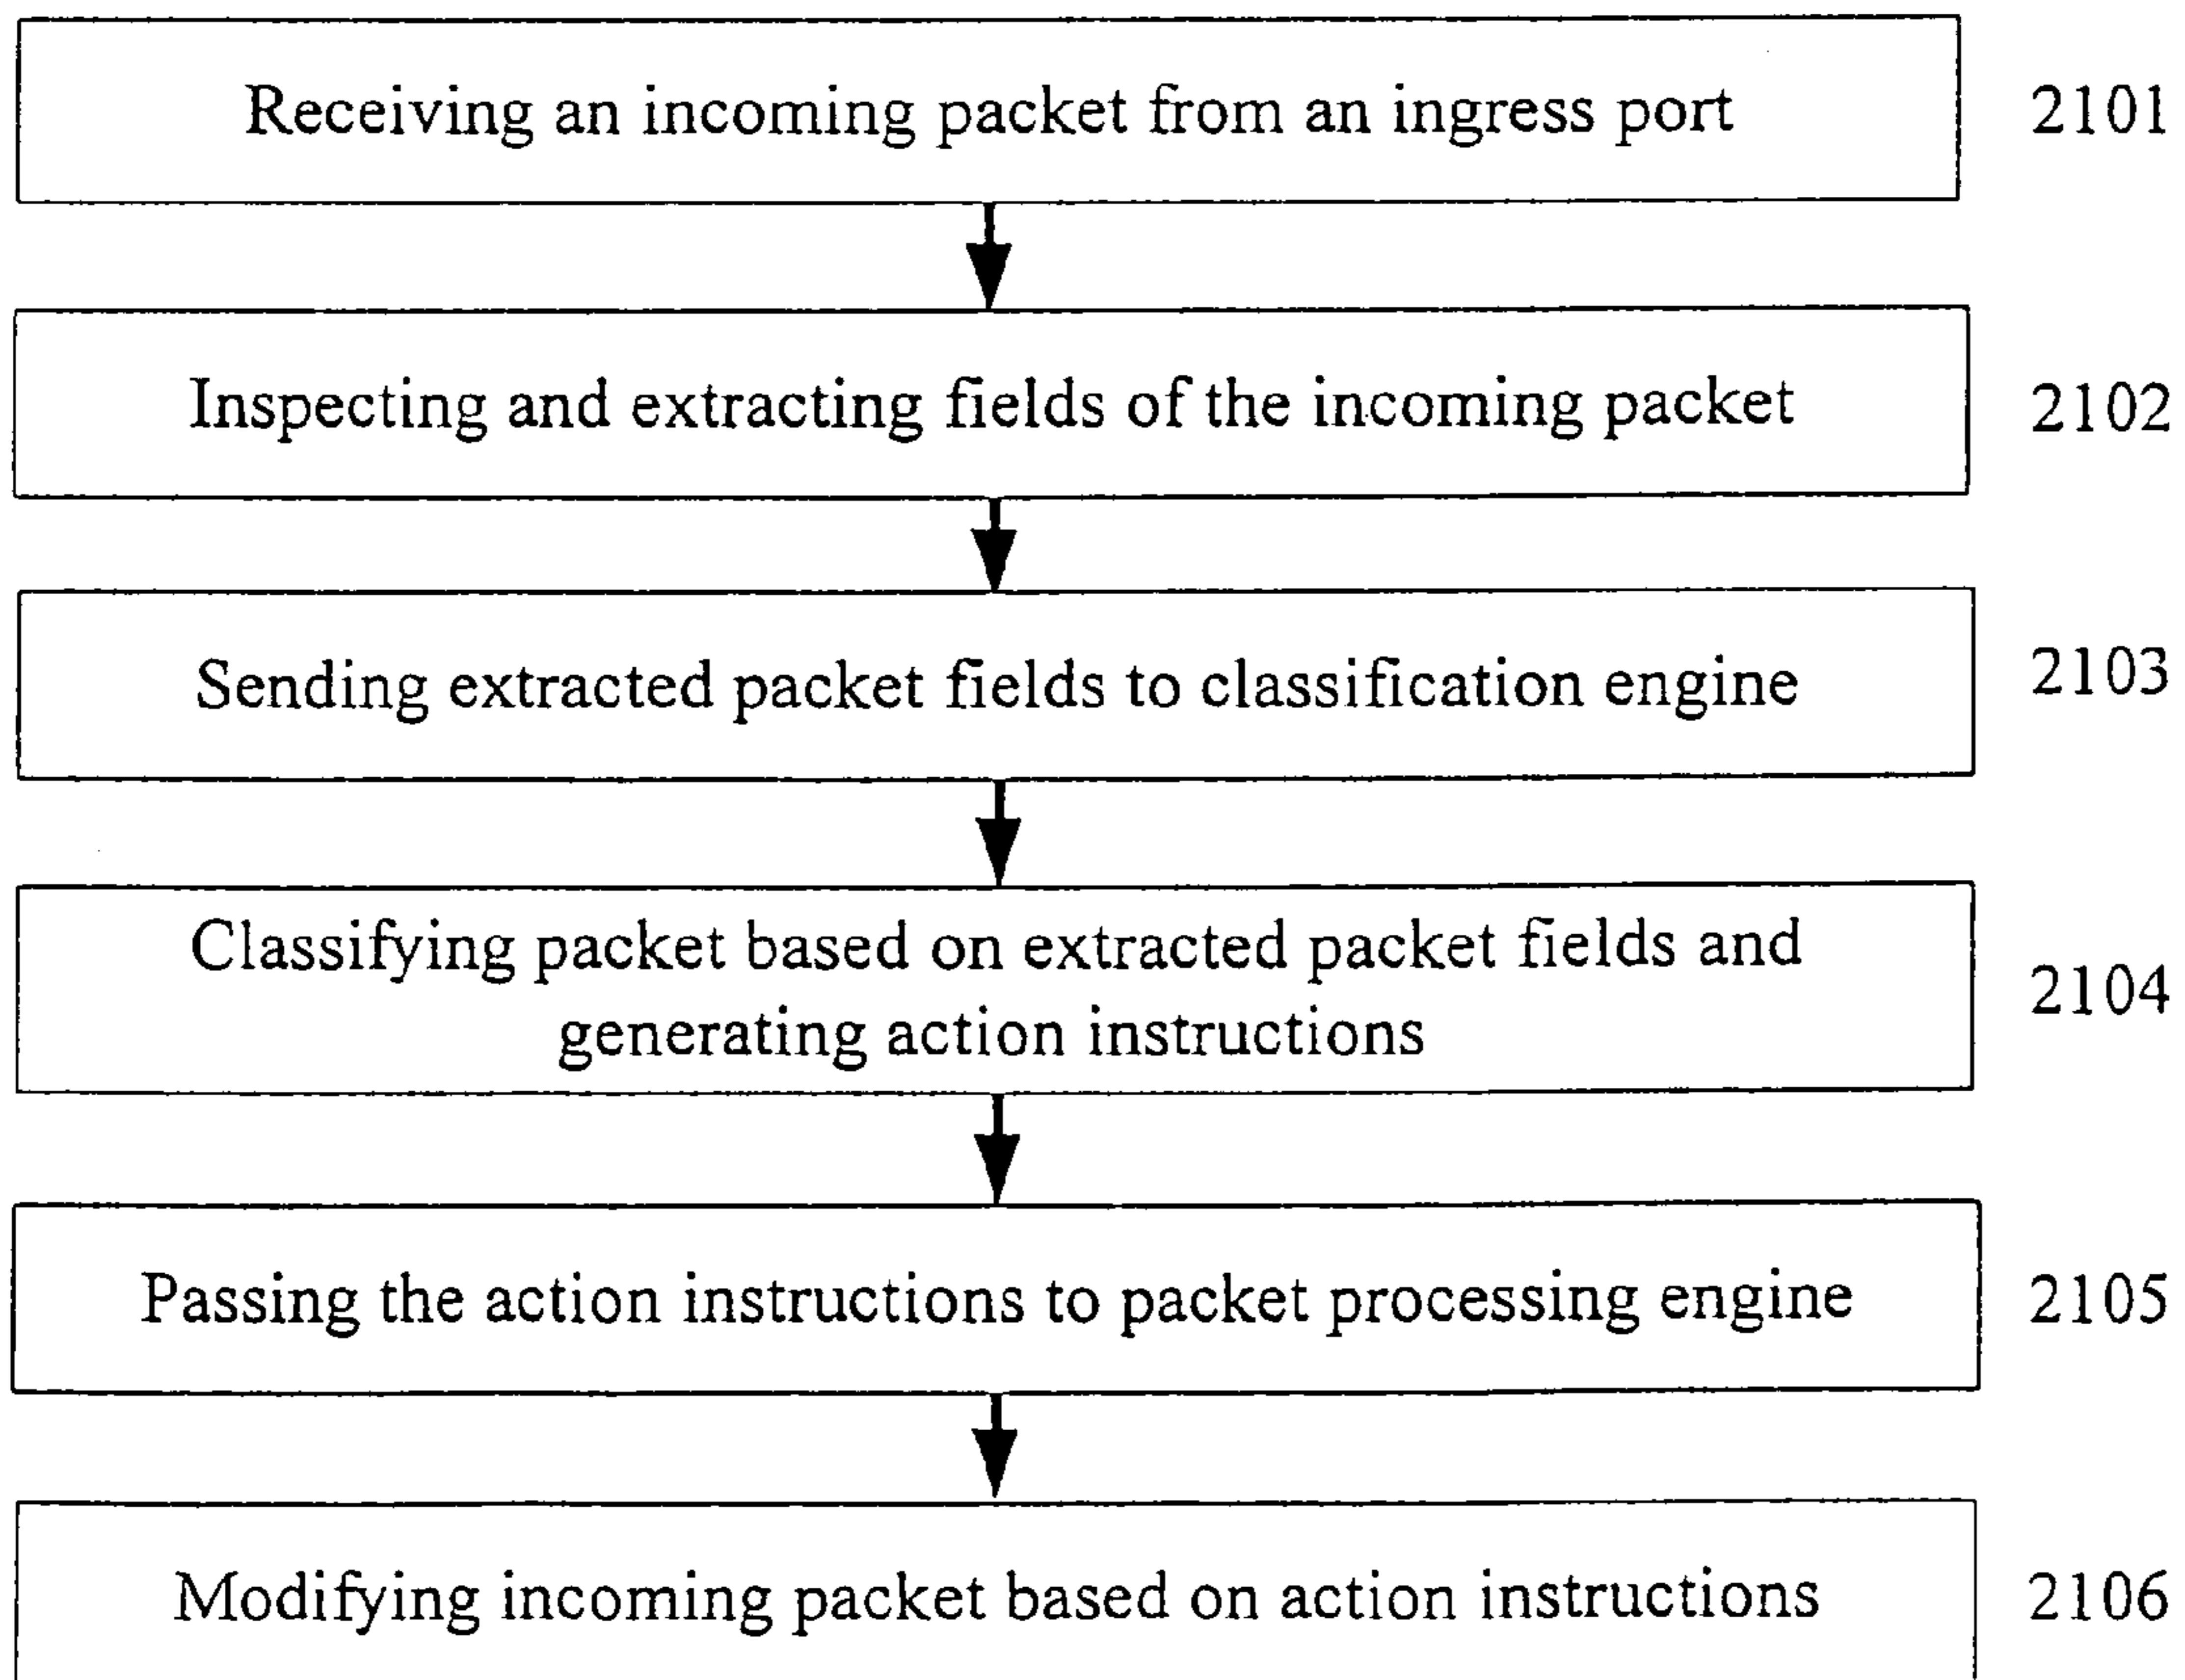 Receiving an incoming packet from an ingress port
2101
Inspecting and extracting fields of the incoming packet
2102
Sending extracted packet fields to classification engine
2103
Classifying packet based on extracted packet fields and
generating action instructions
2104
Passing the action instructions to packet processing engine
2105
Modifying incoming packet based on action instructions
2106